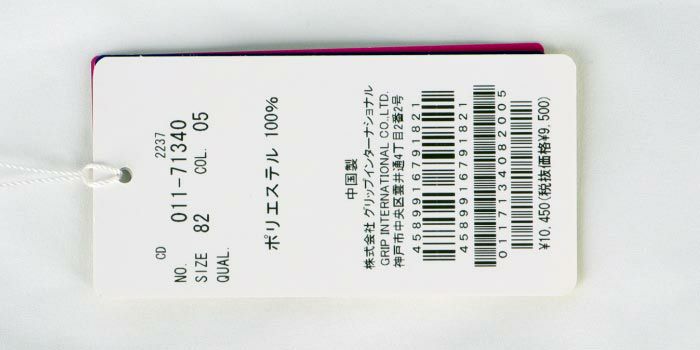 CD 2237
NO. 011-71340
SIZE 82 COL. 05
QUAL.
ポリエステル 100%
中国製
株式会社 グリップインターナショナル
GRIP INTERNATIONAL CO.,LTD.
神戸市中央区雲井通4丁目2番2号
4589916791821
4589916791821
0117134082005
¥10,450(税抜価格¥9,500)